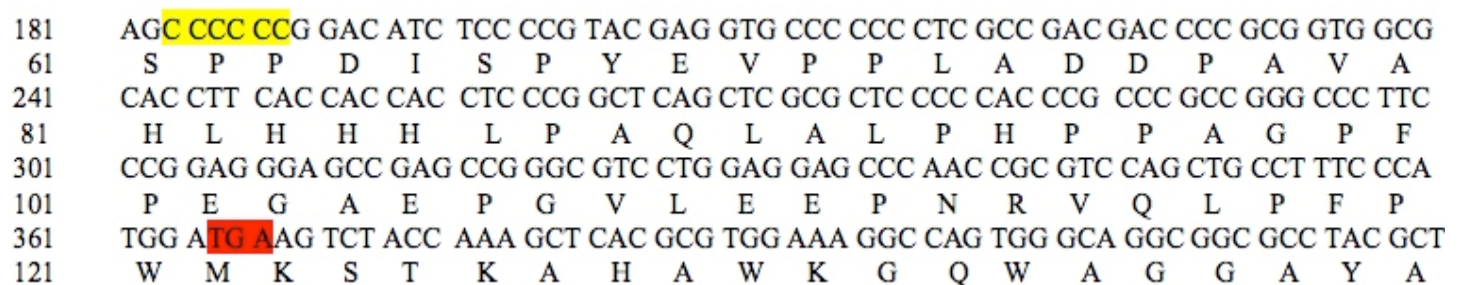 181 AGC CCC CCG GAC ATC TCC CCG TAC GAG GTG CCC CCC CTC GCC GAC GAC CCC GCG GTG GCG
61 S P P D I S P Y E V P P L A D D P A V A
241 CAC CTT CAC CAC CAC CTC CCG GCT CAG CTC GCG CTC CCC CAC CCG CCC GCC GGG CCC TTC
81 H L H H H L P A Q L A L P H P P A G P F
301 CCG GAG GGA GCC GAG CCG GGC GTC CTG GAG GAG CCC AAC CGC GTC CAG CTG CCT TTC CCA
101 P E G A E P G V L E E P N R V Q L P F P
361 TGG ATG AAG TCT ACC AAA GCT CAC GCG TGG AAA GGC CAG TGG GCA GGC GGC GCC TAC GCT
121 W M K S T K A H A W K G Q W A G G A Y A